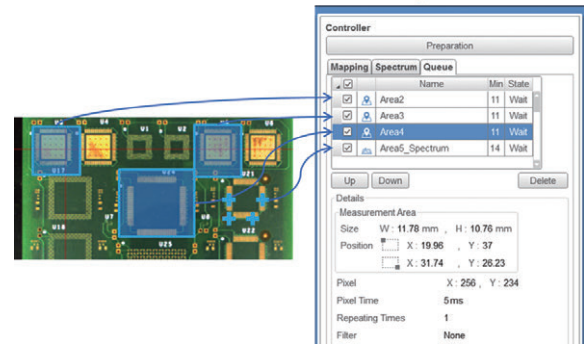 Controller
Preparation
Mapping Spectrum Queue
Name Min State
Area2 11 Wait
Area3 11 Wait
Area4 11 Wait
Area5_Spectrum 14 Wait
Up Down Delete
Details
Measurement Area
Size W : 11.78 mm , H : 10.76 mm
Position X : 19.96 , Y : 37
X : 31.74 , Y : 26.23
Pixel X : 256 , Y : 234
Pixel Time 5ms
Repeating Times 1
Filter None
U4 U1 U2 U6
U17 U21
U18 U7 U8
U25